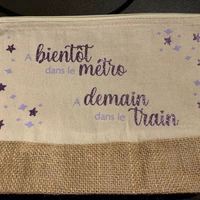 A bientôt
dans le métro
A demain
dans le train